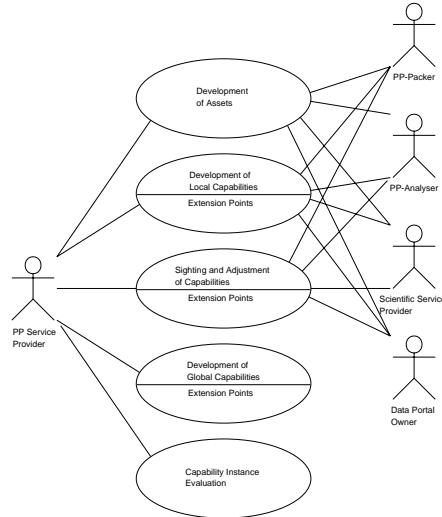 PP-Packer
Development
of Assets
PP-Analyser
Development of
Local Capabilities
Extension Points
Sighting and Adjustment
of Capabilities
Extension Points
Scientific Service
Provider
PP Service
Provider
Development of
Global Capabilities
Extension Points
Data Portal
Owner
Capability Instance
Evaluation